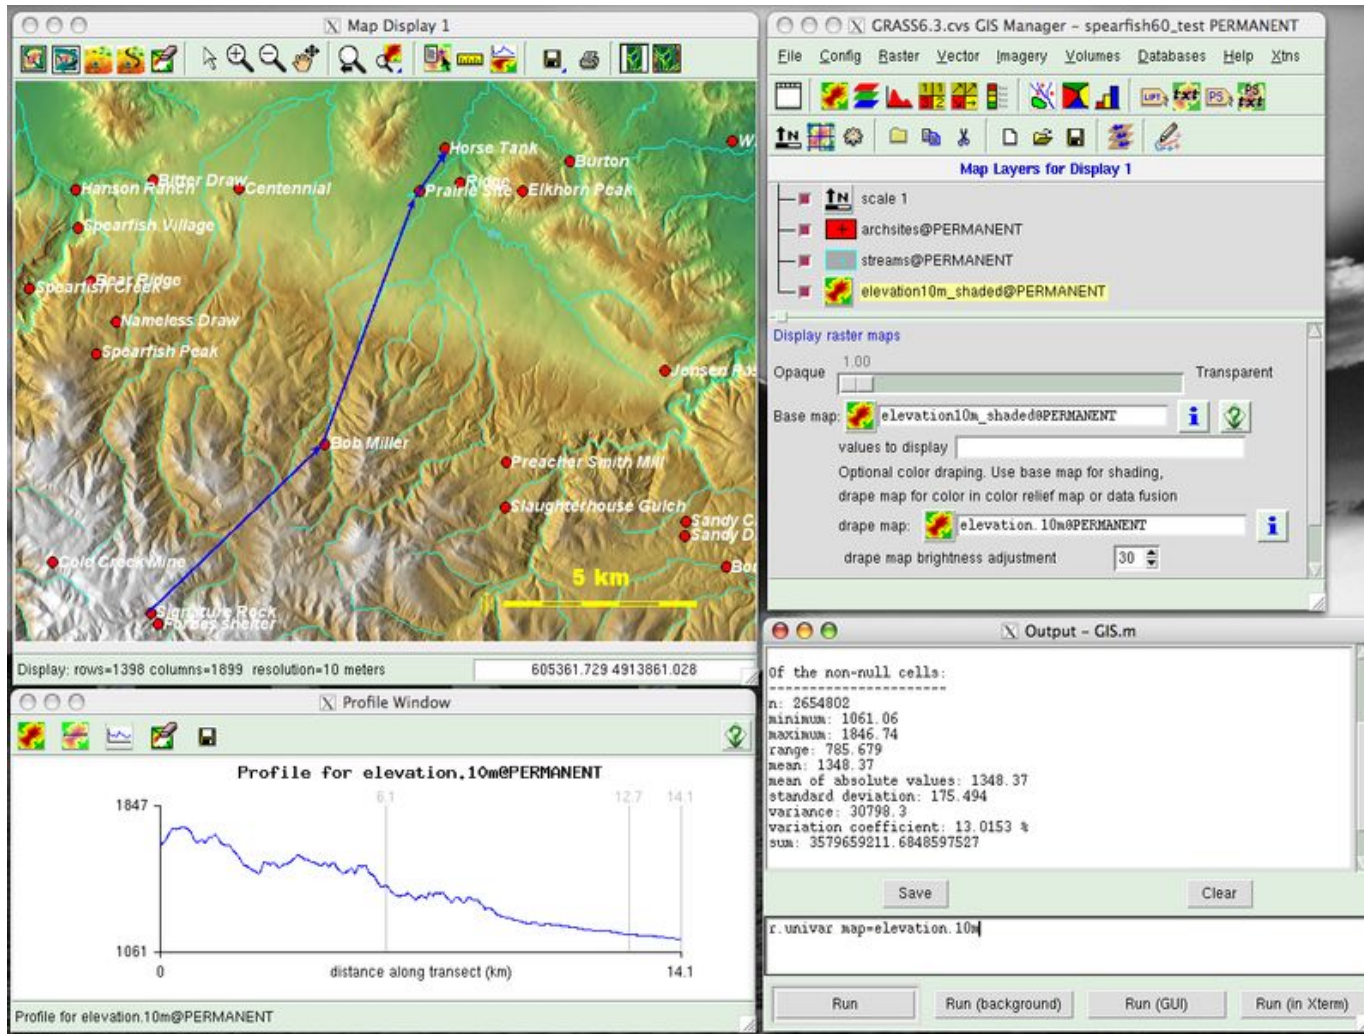 Map Display 1
Horse Tank
Burton
Bitter Draw
Ridge
Hanson Ranch
Centennial
Prairie Site
Elkhorn Peak
Spearfish Village
Bear Ridge
Spearfish Creek
Nameless Draw
Spearfish Peak
Bob Miller
Preacher Smith Mill
Slaughterhouse Gulch
Sandy
Sandy D
Cold Creek Mine
5 km
Signature Rock
Forbes shelter
Display: rows=1398 columns=1899 resolution=10 meters
605361.729 4913861.028
GRASS6.3.cvs GIS Manager - spearfish60_test PERMANENT
File Config Raster Vector Imagery Volumes Databases Help Xtns
Map Layers for Display 1
scale 1
archsites@PERMANENT
streams@PERMANENT
elevation10m_shaded@PERMANENT
Display raster maps
1.00
Opaque Transparent
Base map: elevation10m_shaded@PERMANENT
values to display
Optional color draping. Use base map for shading,
drape map for color in color relief map or data fusion
drape map: elevation.10m@PERMANENT
drape map brightness adjustment 30
Profile Window
Profile for elevation.10m@PERMANENT
6.1 12.7 14.1
1847
1061
0 distance along transect (km) 14.1
Profile for elevation.10m@PERMANENT
Output - GIS.m
Of the non-null cells:
----------------------
n: 2654802
minimum: 1061.06
maximum: 1846.74
range: 785.679
mean: 1348.37
mean of absolute values: 1348.37
standard deviation: 175.494
variance: 30798.3
variation coefficient: 13.0153 %
sum: 3579659211.6848597527
Save Clear
r.univar map=elevation.10m
Run Run (background) Run (GUI) Run (in Xterm)